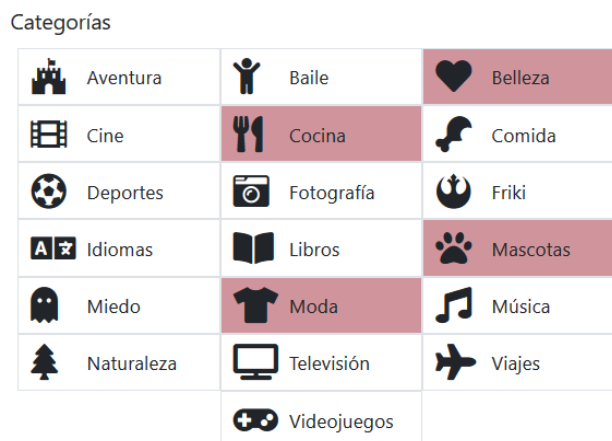 Categorías
Aventura Baile Belleza
Cine Cocina Comida
Deportes Fotografía Friki
A Idiomas Libros Mascotas
Miedo Moda Música
Naturaleza Televisión Viajes
Videojuegos